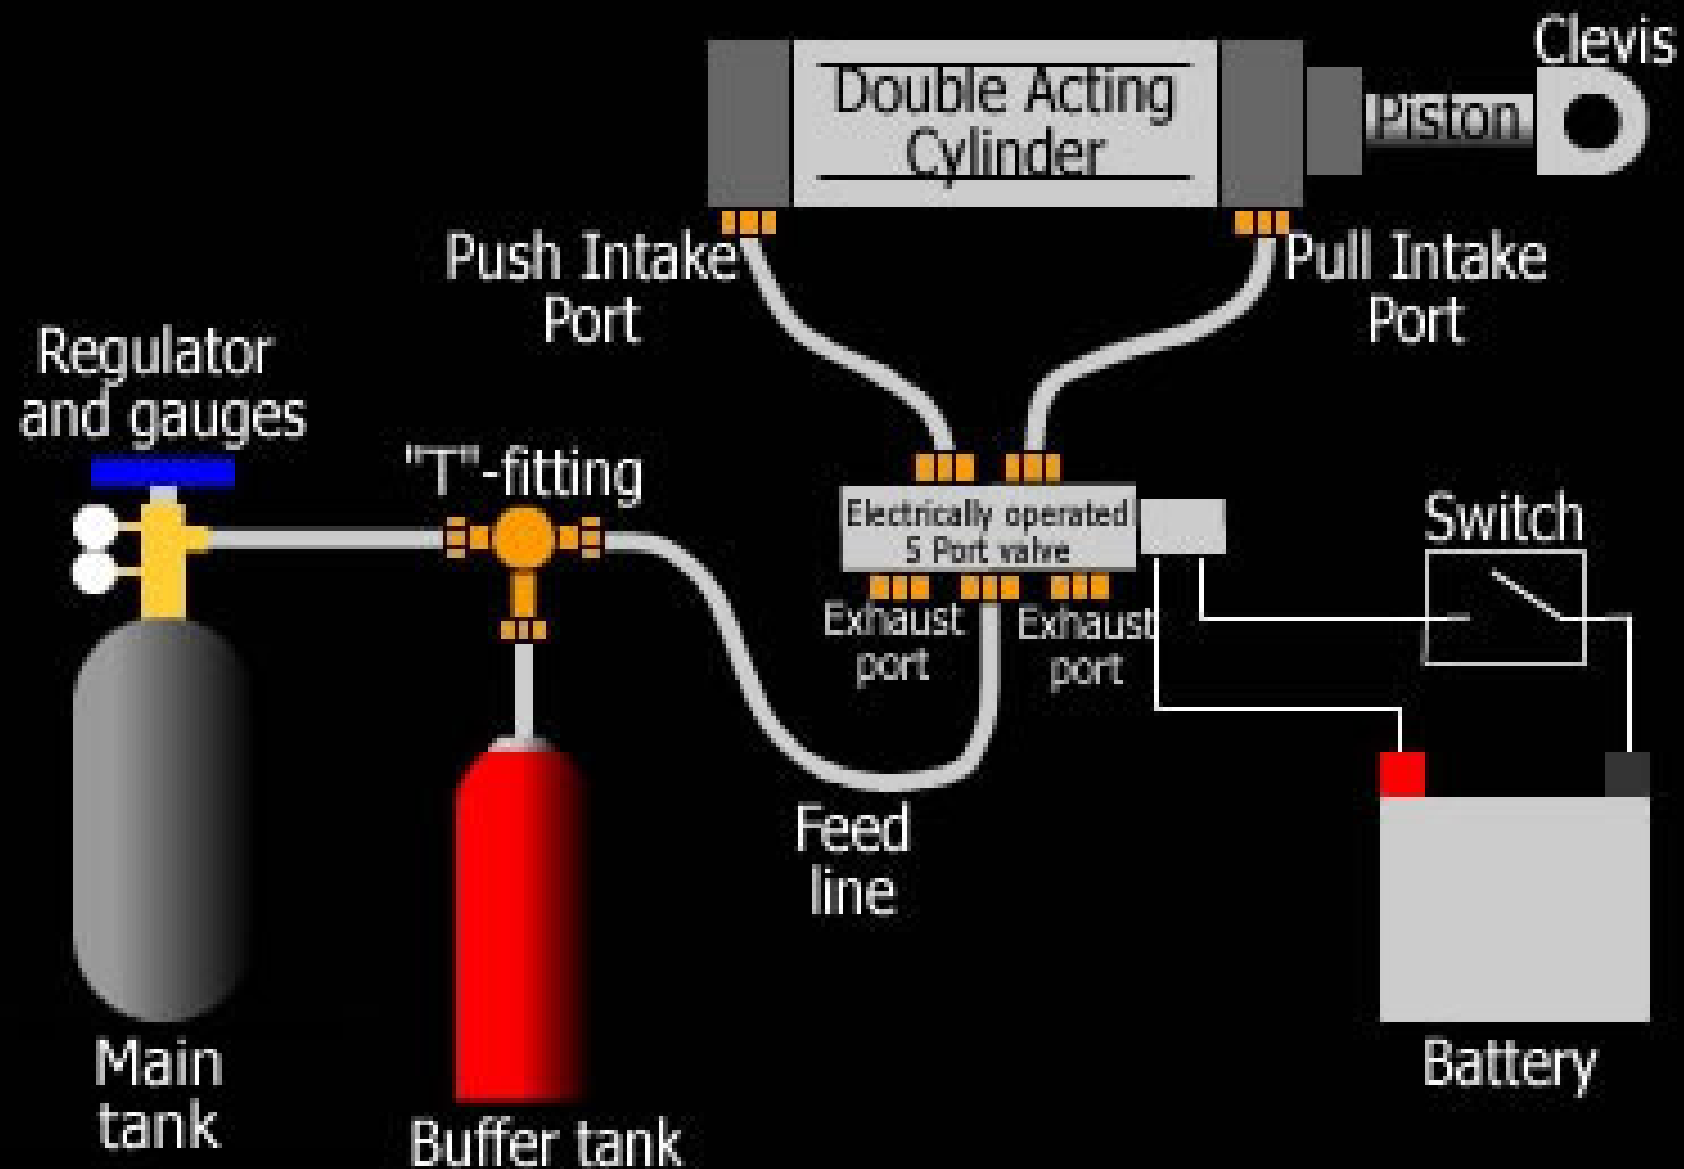 Clevis
Double Acting
Cylinder
Piston
Push Intake
Port
Pull Intake
Port
Regulator
and gauges
"T"-fitting
Electrically operated
5 Port valve
Switch
Exhaust
port
Exhaust
port
Feed
line
Main
tank
Buffer tank
Battery